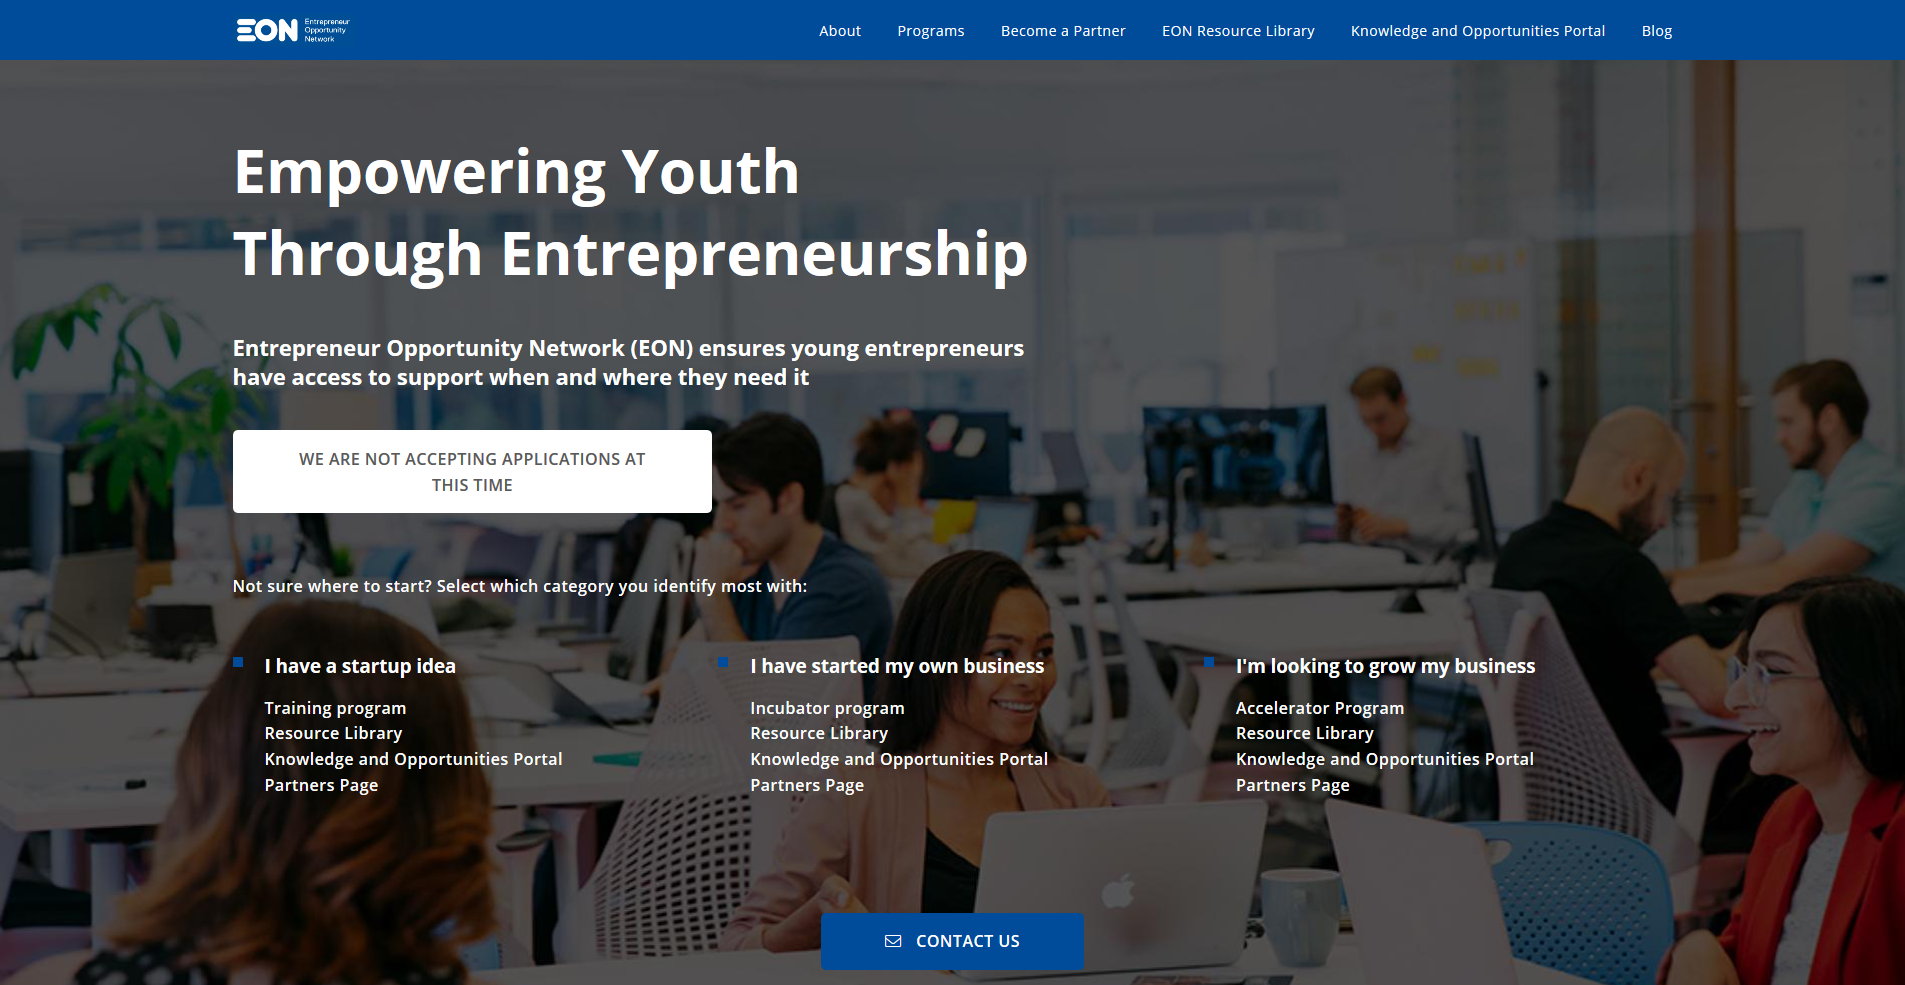 EON Entrepreneur
Opportunity
Network
About Programs Become a Partner EON Resource Library Knowledge and Opportunities Portal Blog
Empowering Youth
Through Entrepreneurship
Entrepreneur Opportunity Network (EON) ensures young entrepreneurs
have access to support when and where they need it
WE ARE NOT ACCEPTING APPLICATIONS AT
THIS TIME
Not sure where to start? Select which category you identify most with:
I have a startup idea
Training program
Resource Library
Knowledge and Opportunities Portal
Partners Page
I have started my own business
Incubator program
Resource Library
Knowledge and Opportunities Portal
Partners Page
I'm looking to grow my business
Accelerator Program
Resource Library
Knowledge and Opportunities Portal
Partners Page
CONTACT US